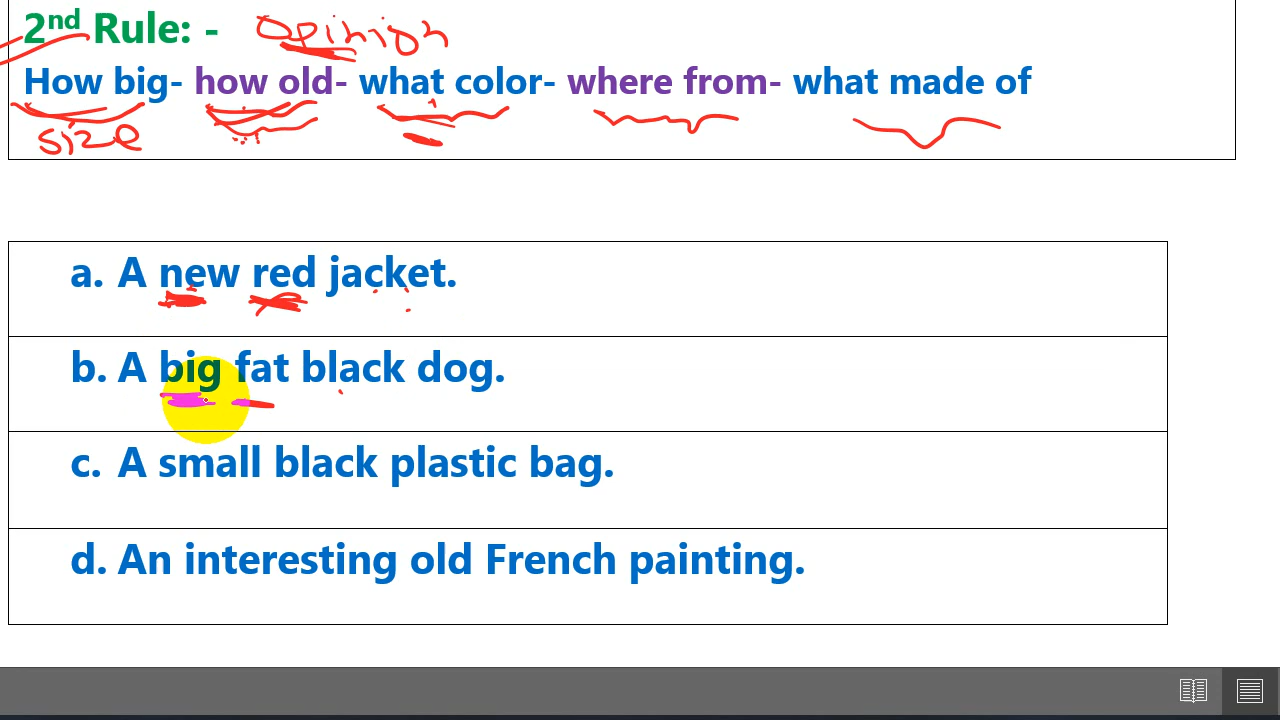 2nd Rule: - Opinion
How big- how old- what color- where from- what made of
size
a. A new red jacket.
b. A big fat black dog.
c. A small black plastic bag.
d. An interesting old French painting.